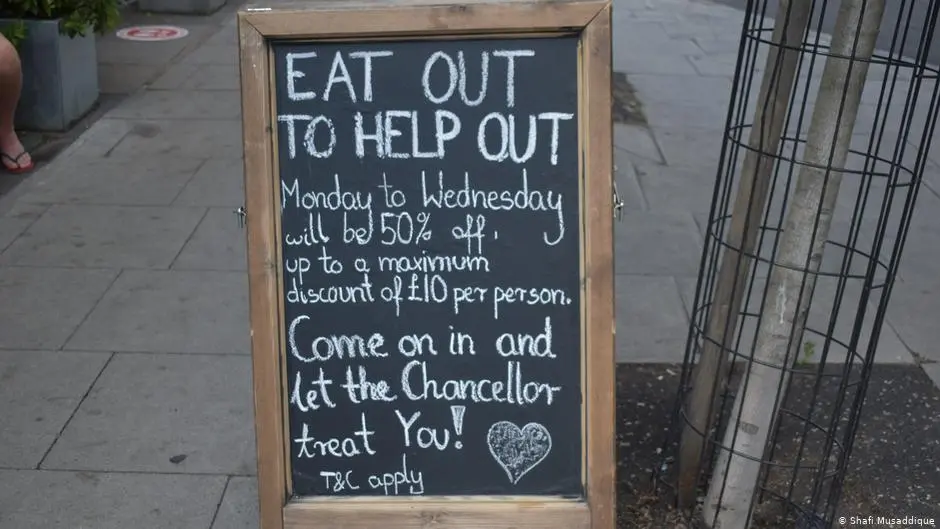 EAT OUT
TO HELP OUT
Monday to Wednesday
will be 50% off,
up to a maximum
discount of £10 per person.
Come on in and
let the Chancellor
treat You!
T&C apply
© Shafi Musaddique